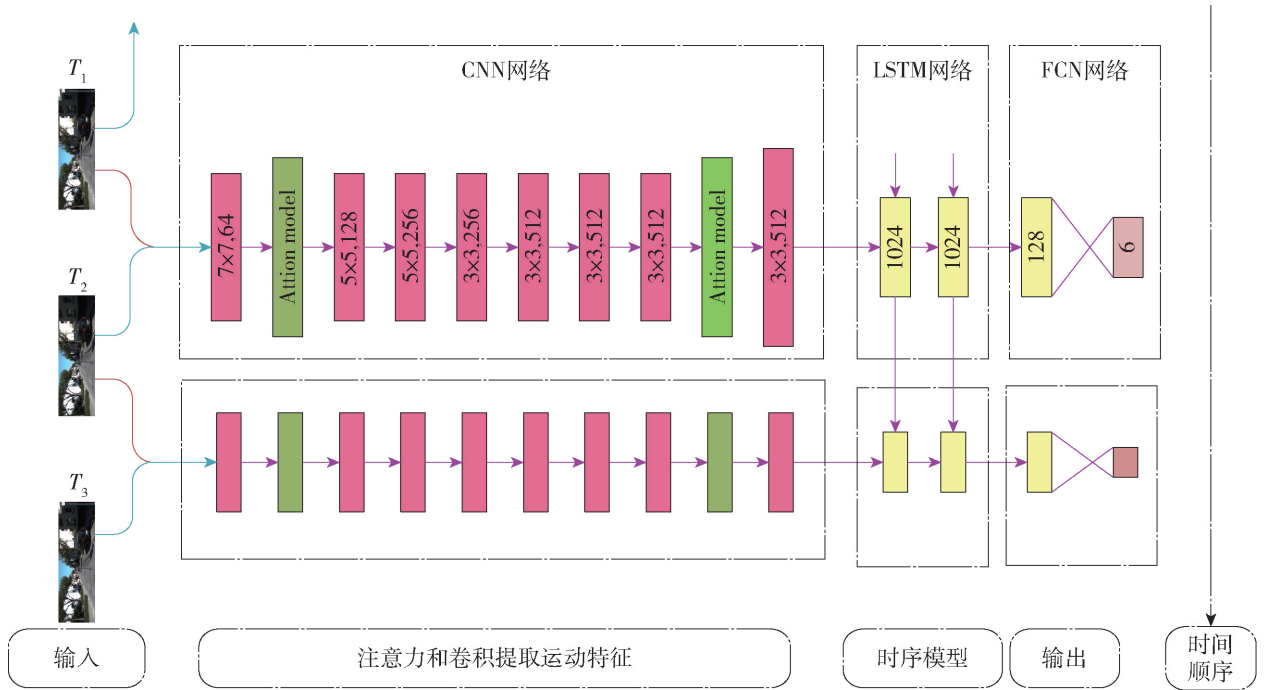 CNN网络
LSTM网络
FCN网络
T1
7×7,64
Attion model
5×5,128
5×5,256
3×3,256
3×3,512
3×3,512
3×3,512
Attion model
3×3,512
1024
1024
128
6
T2
T3
输入
注意力和卷积提取运动特征
时序模型
输出
时间
顺序